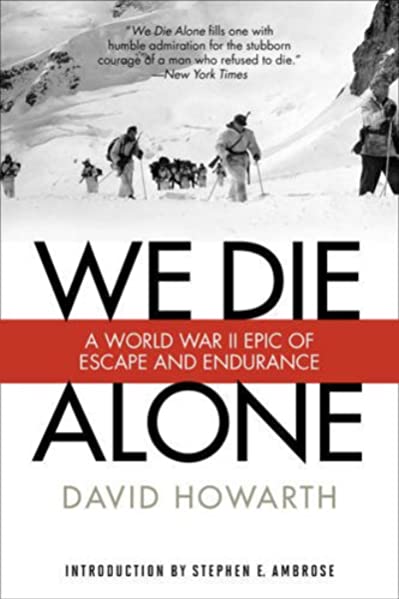 "We Die Alone fills one with
humble admiration for the stubborn
courage of a man who refused to die."
—New York Times
WE DIE
A WORLD WAR II EPIC OF
ESCAPE AND ENDURANCE
ALONE
DAVID HOWARTH
INTRODUCTION BY STEPHEN E. AMBROSE